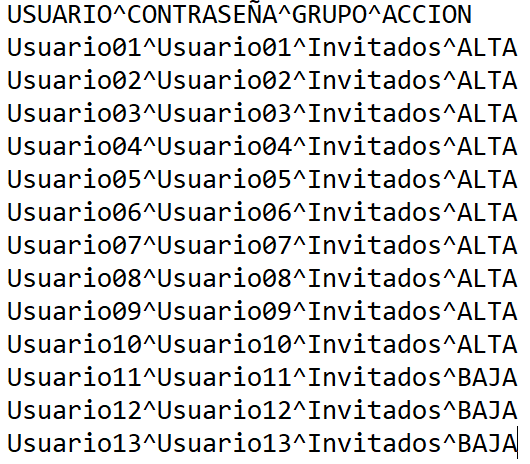 USUARIO^CONTRASEÑA^GRUPO^ACCION
Usuario01^Usuario01^Invitados^ALTA
Usuario02^Usuario02^Invitados^ALTA
Usuario03^Usuario03^Invitados^ALTA
Usuario04^Usuario04^Invitados^ALTA
Usuario05^Usuario05^Invitados^ALTA
Usuario06^Usuario06^Invitados^ALTA
Usuario07^Usuario07^Invitados^ALTA
Usuario08^Usuario08^Invitados^ALTA
Usuario09^Usuario09^Invitados^ALTA
Usuario10^Usuario10^Invitados^ALTA
Usuario11^Usuario11^Invitados^BAJA
Usuario12^Usuario12^Invitados^BAJA
Usuario13^Usuario13^Invitados^BAJA